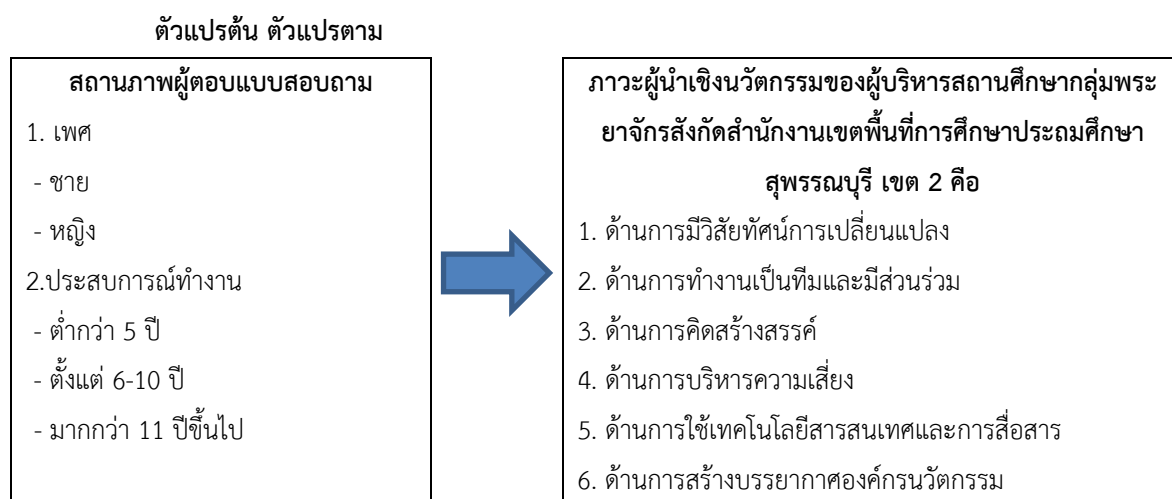 ตัวแปรต้น ตัวแปรตาม
สถานภาพผู้ตอบแบบสอบถาม
1. เพศ
- ชาย
- หญิง
2.ประสบการณ์ทำงาน
- ต่ำกว่า 5 ปี
- ตั้งแต่ 6-10 ปี
- มากกว่า 11 ปีขึ้นไป
ภาวะผู้นำเชิงนวัตกรรมของผู้บริหารสถานศึกษากลุ่มพระ
ยาจักรสังกัดสำนักงานเขตพื้นที่การศึกษาประถมศึกษา
สุพรรณบุรี เขต 2 คือ
1. ด้านการมีวิสัยทัศน์การเปลี่ยนแปลง
2. ด้านการทำงานเป็นทีมและมีส่วนร่วม
3. ด้านการคิดสร้างสรรค์
4. ด้านการบริหารความเสี่ยง
5. ด้านการใช้เทคโนโลยีสารสนเทศและการสื่อสาร
6. ด้านการสร้างบรรยากาศองค์กรนวัตกรรม